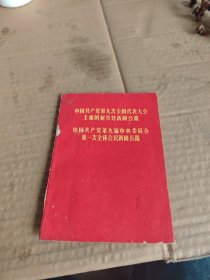 中国共产党第九次全国代表大会
主席团秘书处新闻公报
中国共产党第九届中央委员会
第一次全体会议新闻公报